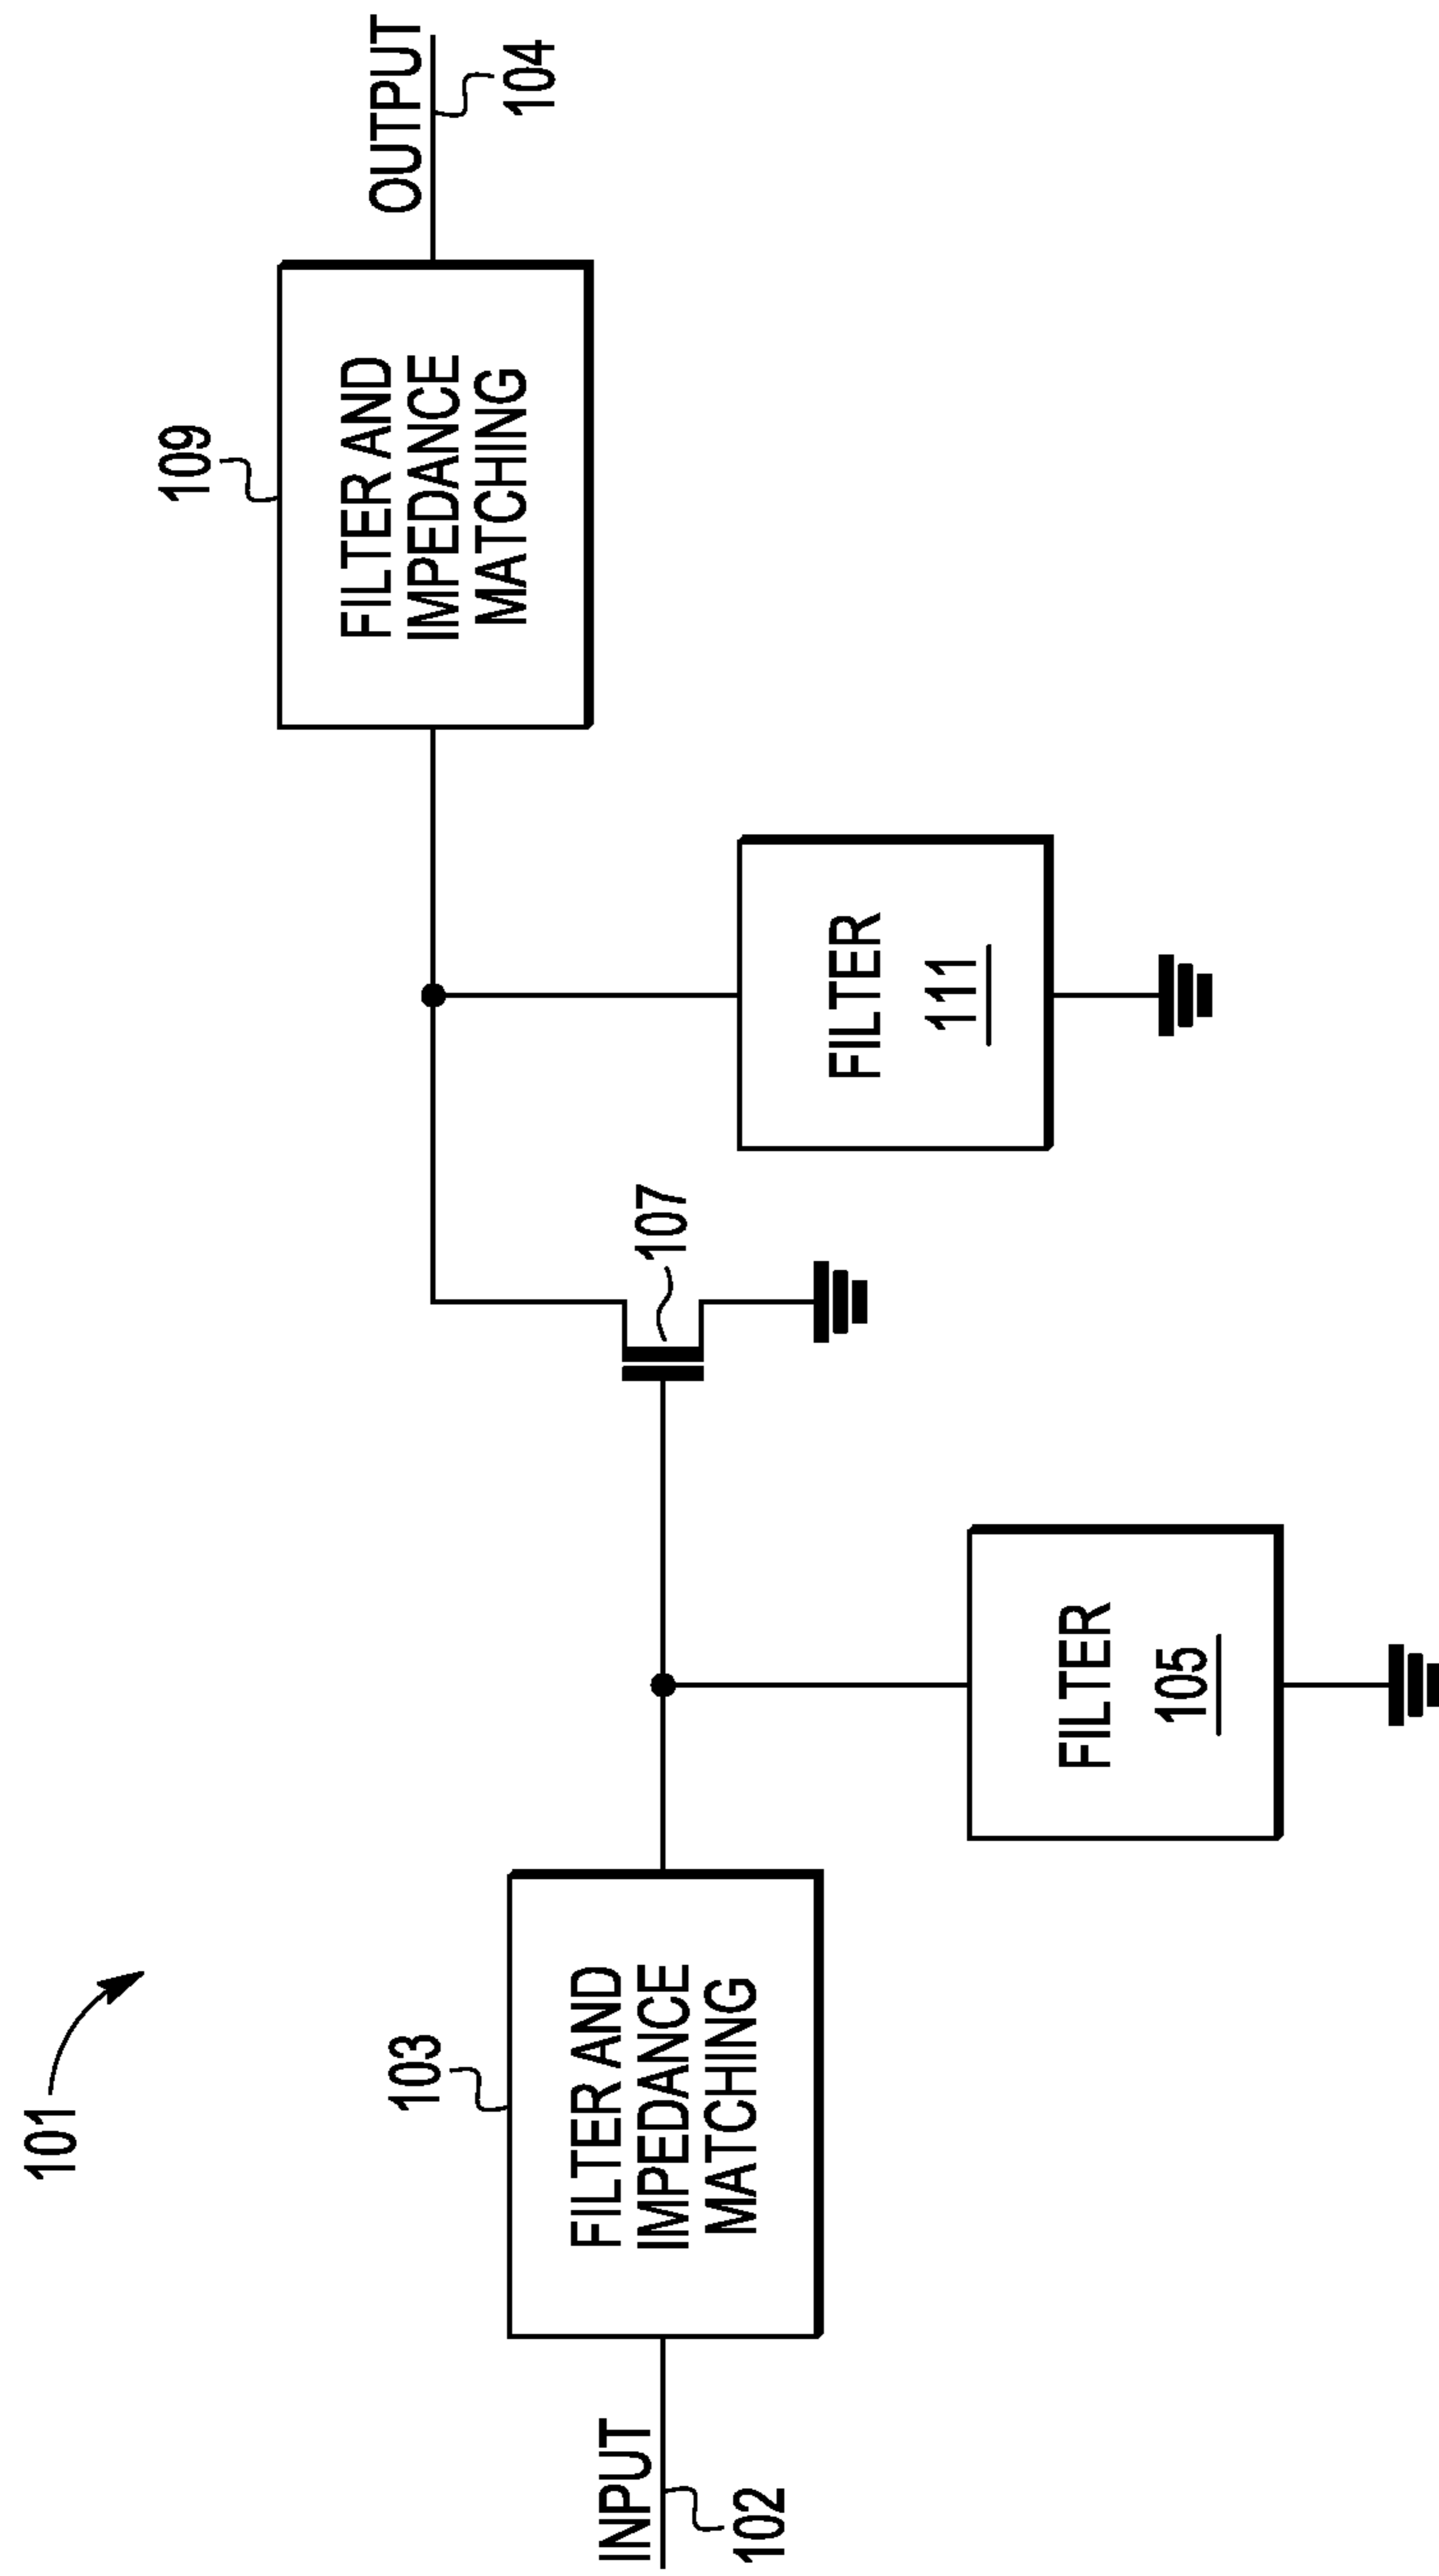 101
109
FILTER AND
IMPEDANCE
MATCHING
OUTPUT
104
103
FILTER AND
IMPEDANCE
MATCHING
INPUT
102
107
FILTER
111
FILTER
105